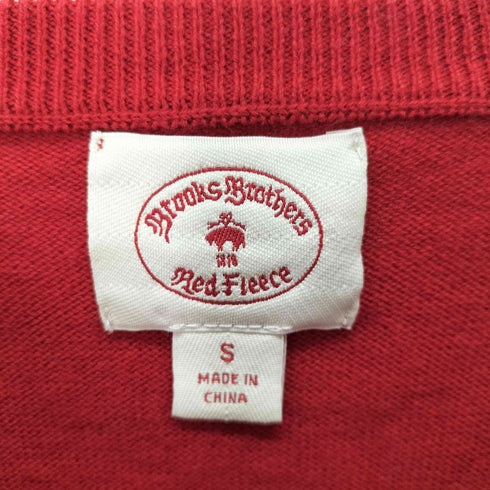 Brooks Brothers
1818
Red Fleece
S
MADE IN
CHINA